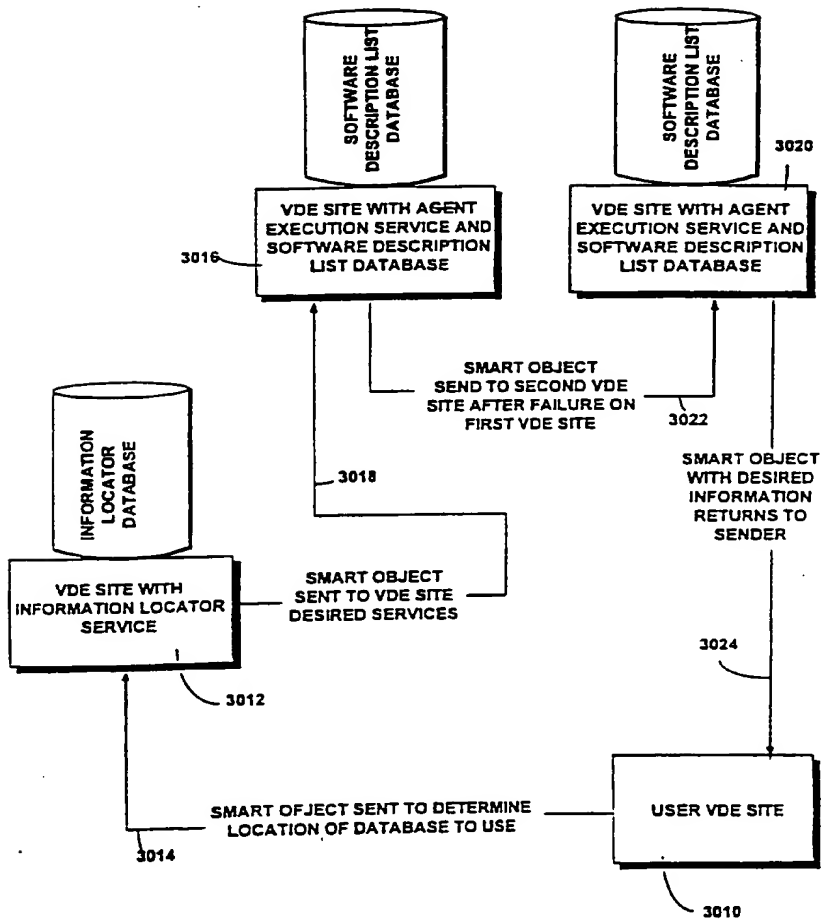 SOFTWARE
DESCRIPTION LIST
DATABASE
SOFTWARE
DESCRIPTION LIST
DATABASE
3020
VDE SITE WITH AGENT
EXECUTION SERVICE AND
SOFTWARE DESCRIPTION
LIST DATABASE
3016
VDE SITE WITH AGENT
EXECUTION SERVICE AND
SOFTWARE DESCRIPTION
LIST DATABASE
SMART OBJECT
SEND TO SECOND VDE
SITE AFTER FAILURE ON
FIRST VDE SITE
3022
INFORMATION
LOCATOR
DATABASE
3018
SMART OBJECT
WITH DESIRED
INFORMATION
RETURNS TO
SENDER
VDE SITE WITH
INFORMATION LOCATOR
SERVICE
SMART OBJECT
SENT TO VDE SITE
DESIRED SERVICES
3012
3024
SMART OFJECT SENT TO DETERMINE
LOCATION OF DATABASE TO USE
3014
USER VDE SITE
3010